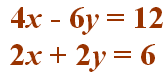 4x - 6y = 12
2x + 2y = 6